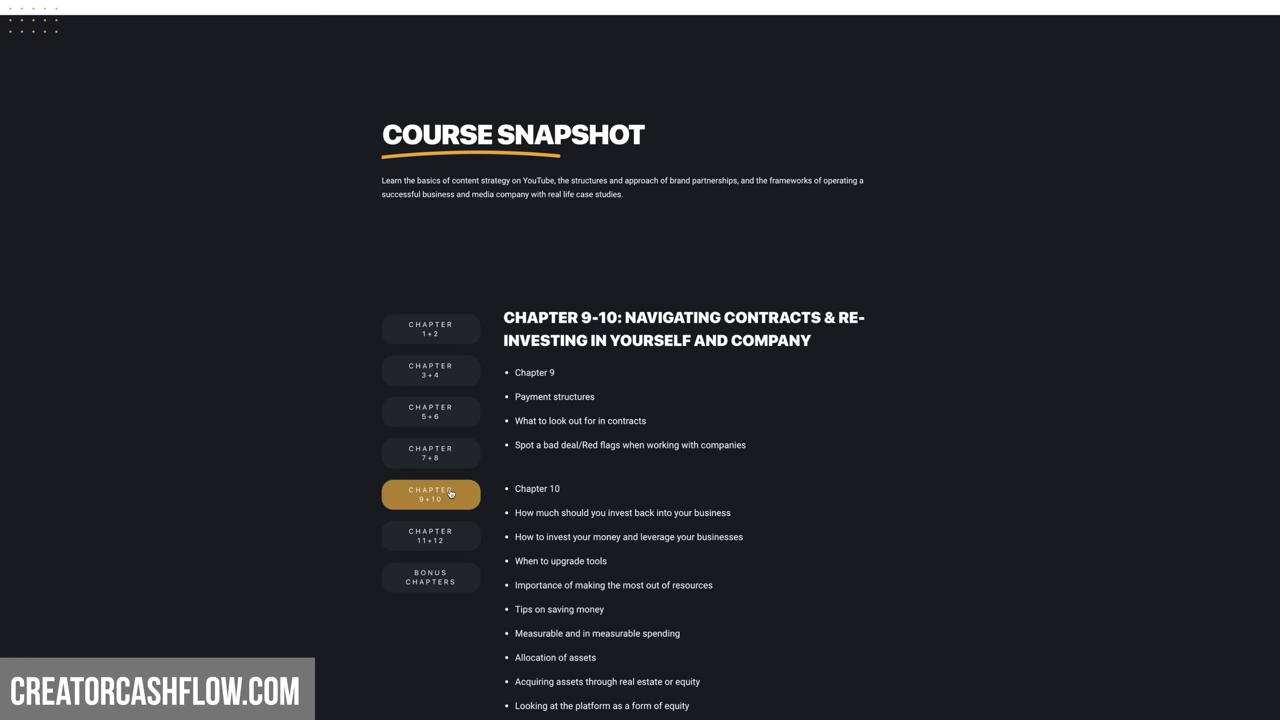 COURSE SNAPSHOT
Learn the basics of content strategy on YouTube, the structures and approach of brand partnerships, and the frameworks of operating a
successful business and media company with real life case studies.
CHAPTER
1+2
CHAPTER
3+4
CHAPTER
5+6
CHAPTER
7+8
CHAPTER
9+10
CHAPTER
11+12
BONUS
CHAPTERS
CHAPTER 9-10: NAVIGATING CONTRACTS & RE-
INVESTING IN YOURSELF AND COMPANY
• Chapter 9
• Payment structures
• What to look out for in contracts
• Spot a bad deal/Red flags when working with companies
• Chapter 10
• How much should you invest back into your business
• How to invest your money and leverage your businesses
• When to upgrade tools
• Importance of making the most out of resources
• Tips on saving money
• Measurable and in measurable spending
• Allocation of assets
• Acquiring assets through real estate or equity
• Looking at the platform as a form of equity
CREATORCASHFLOW.COM